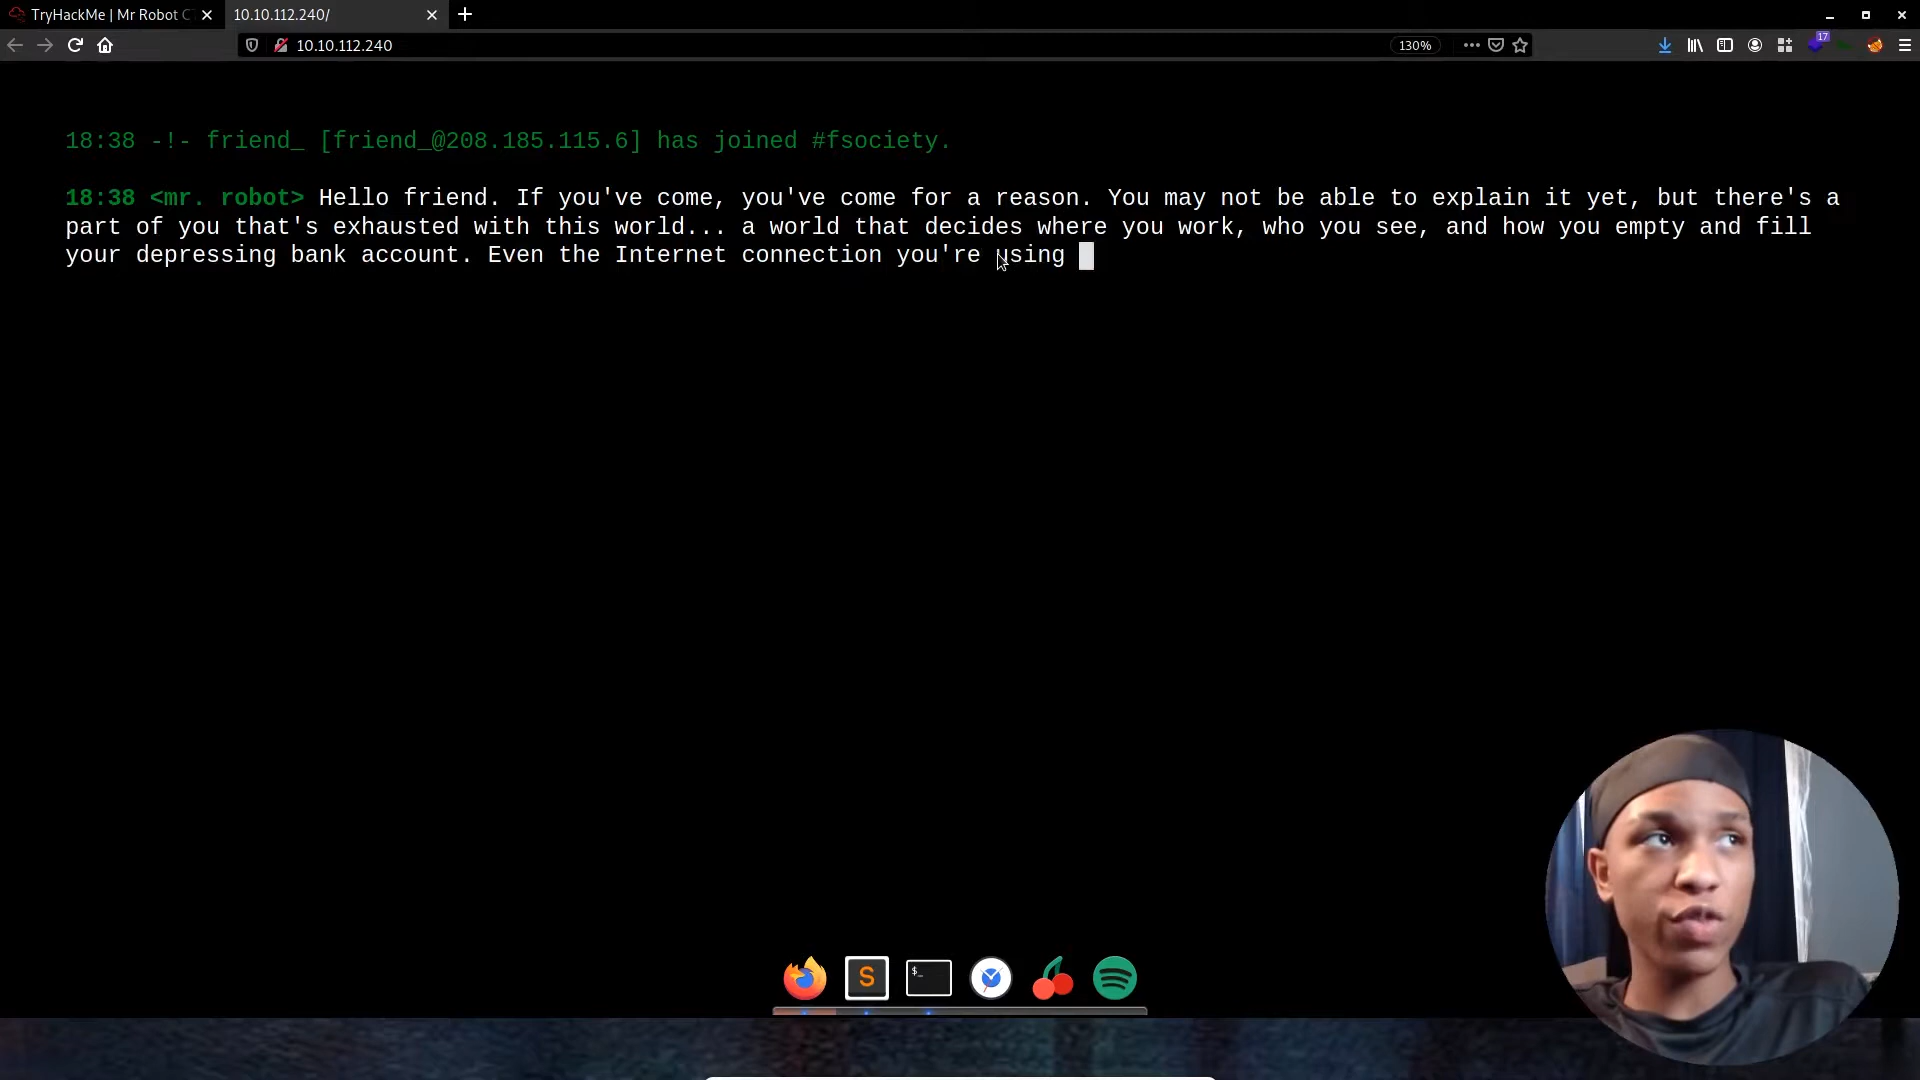 TryHackMe | Mr Robot C
10.10.112.240/
10.10.112.240
130%
17
18:38 -!- friend_ [friend_@208.185.115.6] has joined #fsociety.
18:38 <mr. robot> Hello friend. If you've come, you've come for a reason. You may not be able to explain it yet, but there's a
part of you that's exhausted with this world... a world that decides where you work, who you see, and how you empty and fill
your depressing bank account. Even the Internet connection you're using
S
$_